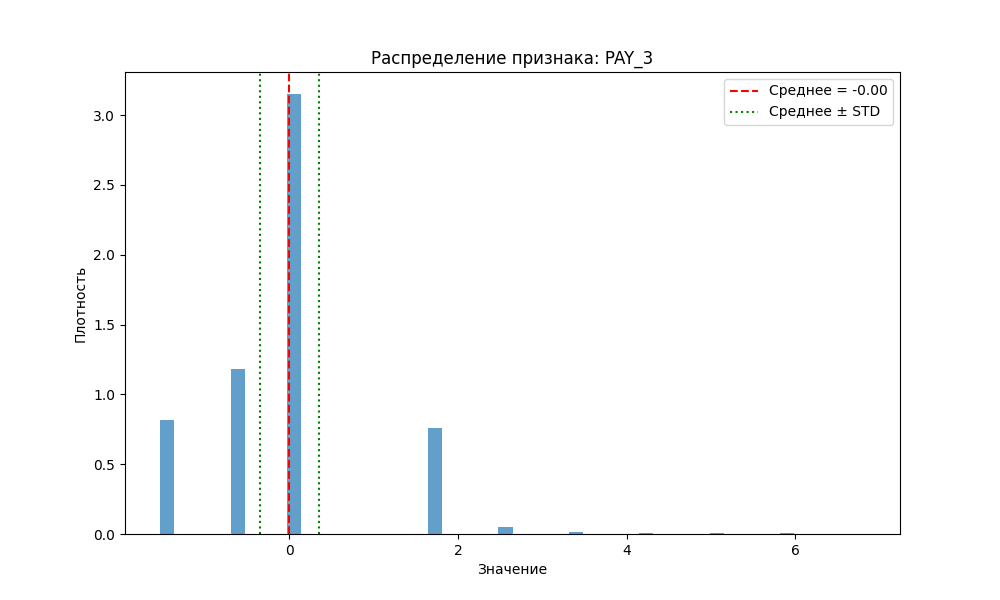 Распределение признака: PAY_3
Среднее = -0.00
Среднее ± STD
Плотность
3.0
2.5
2.0
1.5
1.0
0.5
0.0
0
2
4
6
Значение